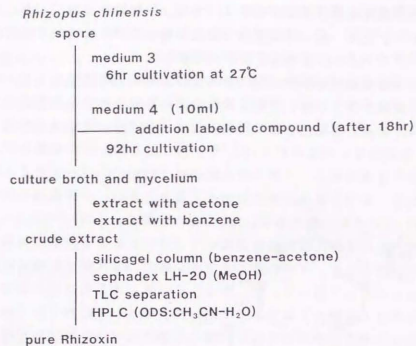 Rhizopus chinensis
spore
medium 3
6hr cultivation at 27℃
medium 4 (10ml)
addition labeled compound (after 18hr)
92hr cultivation
culture broth and mycelium
extract with acetone
extract with benzene
crude extract
silicagel column (benzene-acetone)
sephadex LH-20 (MeOH)
TLC separation
HPLC (ODS:CH₃CN-H₂O)
pure Rhizoxin